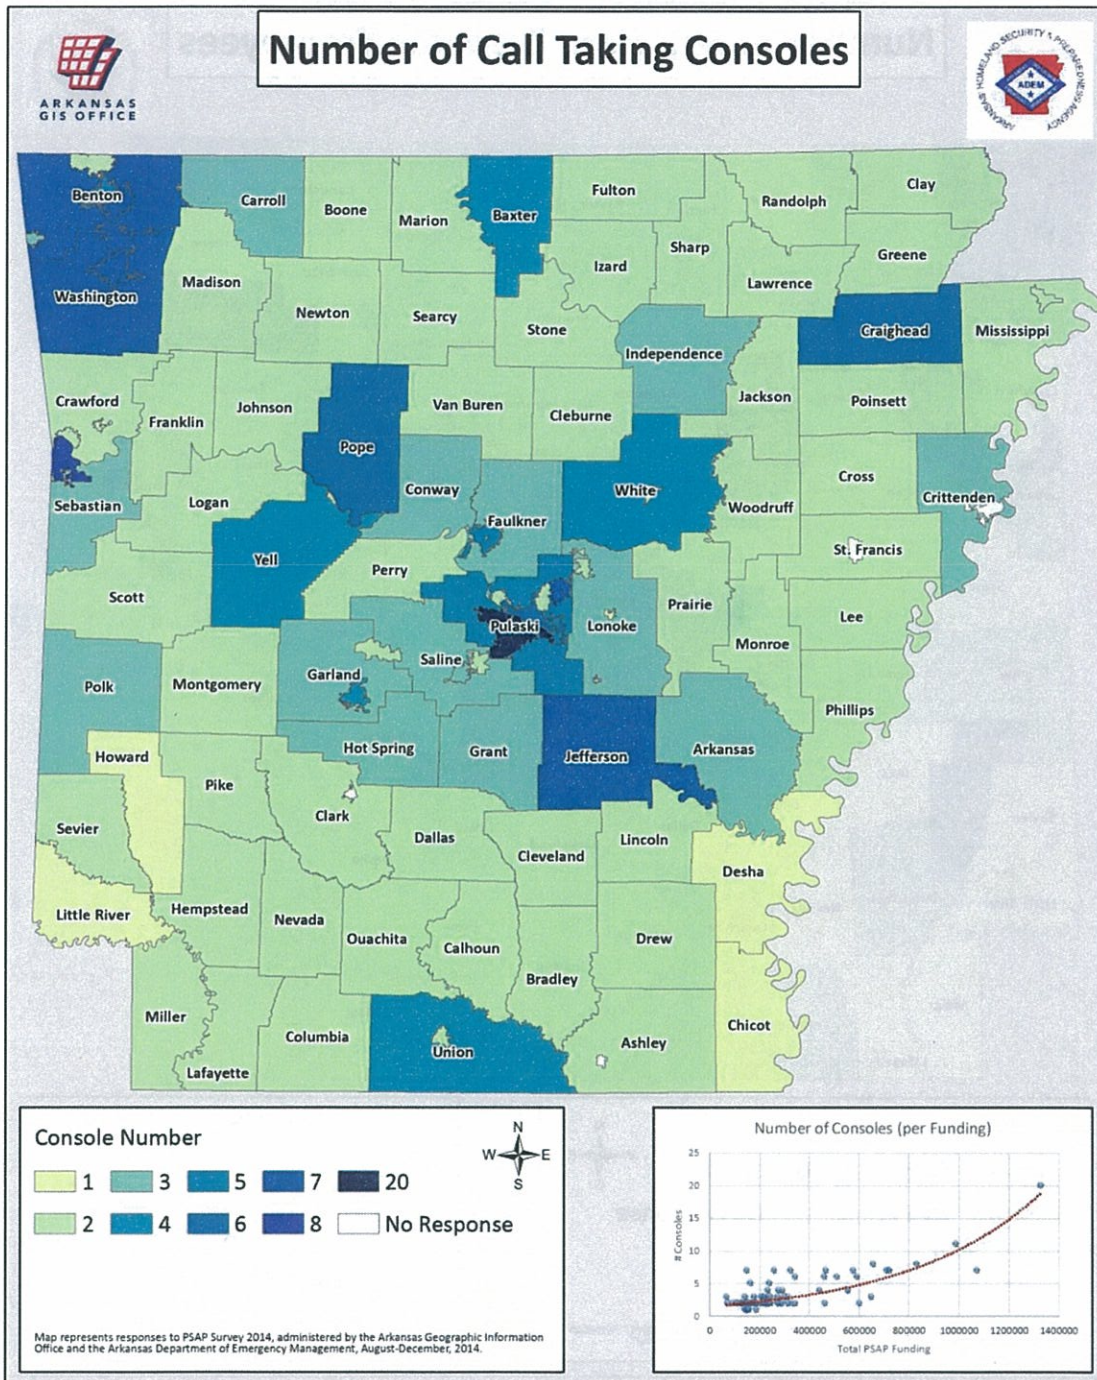 Number of Call Taking Consoles
ARKANSAS
GIS OFFICE
ARKANSAS' HOMELAND SECURITY & PREPAREDNESS AGENCY
ADEM
Benton
Carroll
Boone
Marion
Baxter
Fulton
Randolph
Clay
Sharp
Izard
Greene
Lawrence
Washington
Madison
Newton
Searcy
Stone
Independence
Craighead
Mississippi
Crawford
Franklin
Johnson
Van Buren
Cleburne
Jackson
Poinsett
Pope
Sebastian
Logan
Conway
Faulkner
White
Woodruff
Cross
Crittenden
Yell
Perry
St. Francis
Scott
Pulaski
Lonoke
Prairie
Lee
Monroe
Polk
Montgomery
Garland
Saline
Phillips
Howard
Hot Spring
Grant
Jefferson
Arkansas
Pike
Clark
Dallas
Sevier
Cleveland
Lincoln
Desha
Little River
Hempstead
Nevada
Ouachita
Calhoun
Drew
Bradley
Miller
Columbia
Lafayette
Union
Ashley
Chicot
Console Number
N
W E
S
1 3 5 7 20
2 4 6 8 No Response
Map represents responses to PSAP Survey 2014, administered by the Arkansas Geographic Information
Office and the Arkansas Department of Emergency Management, August-December, 2014.
Number of Consoles (per Funding)
25
20
15
10
5
0
# Consoles
0 200000 400000 600000 800000 1000000 1200000 1400000
Total PSAP Funding